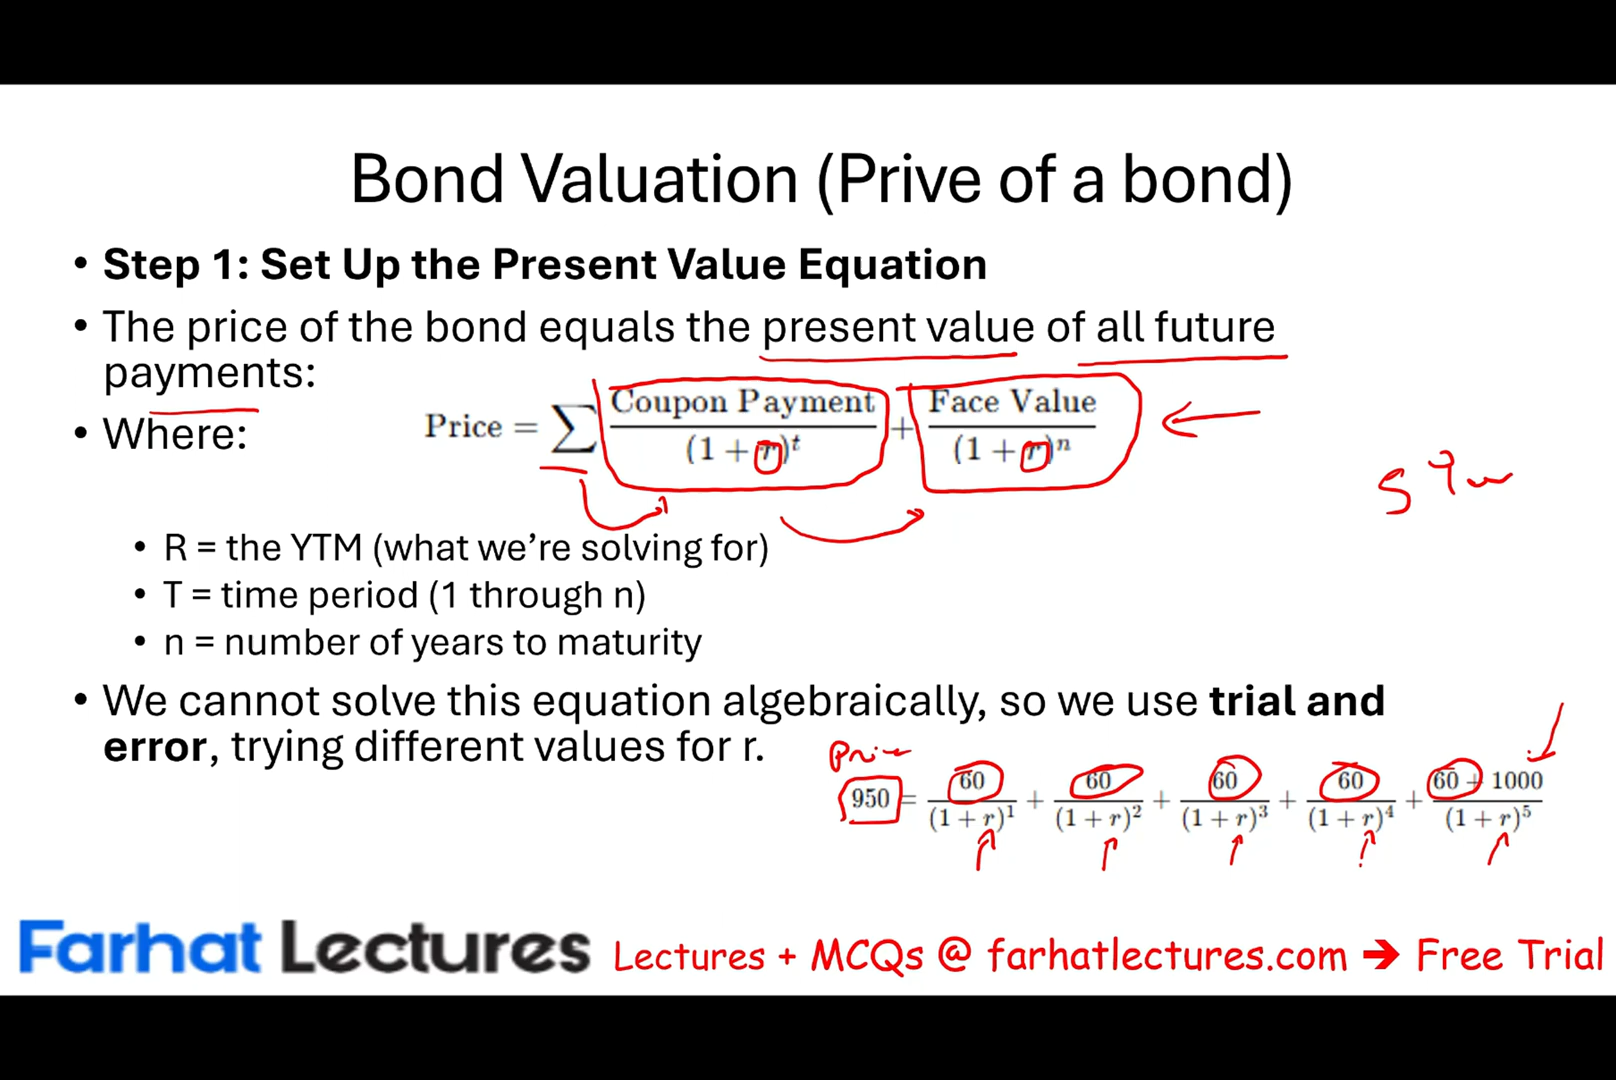 Bond Valuation (Prive of a bond)
• Step 1: Set Up the Present Value Equation
• The price of the bond equals the present value of all future
payments:
• Where:
Price = ∑ Coupon Payment / (1 + r)^t + Face Value / (1 + r)^n
5 Yr
• R = the YTM (what we're solving for)
• T = time period (1 through n)
• n = number of years to maturity
• We cannot solve this equation algebraically, so we use trial and
error, trying different values for r.
Price
950 = 60 / (1 + r)^1 + 60 / (1 + r)^2 + 60 / (1 + r)^3 + 60 / (1 + r)^4 + 60 + 1000 / (1 + r)^5
Farhat Lectures Lectures + MCQs @ farhatlectures.com ➔ Free Trial